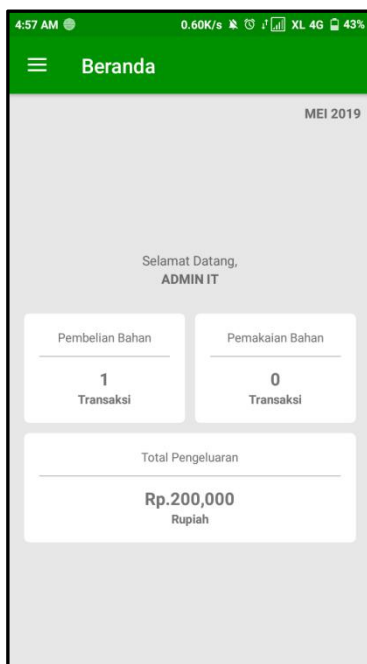 4:57 AM 0.60K/s XL 4G 43%
Beranda
MEI 2019
Selamat Datang,
ADMIN IT
Pembelian Bahan
1
Transaksi
Pemakaian Bahan
0
Transaksi
Total Pengeluaran
Rp.200,000
Rupiah